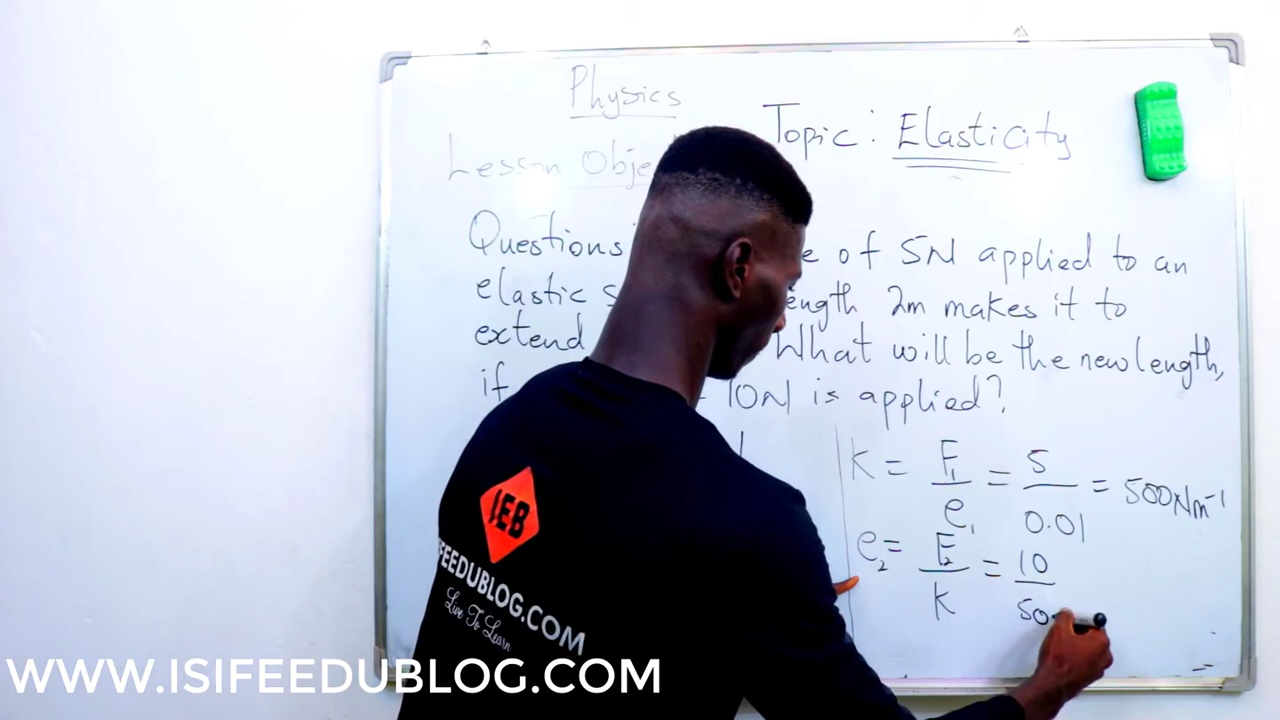 Physics
Topic: Elasticity
Lesson
Questions
e of 5N applied to an
elastic s ength 2m makes it to
extend What will be the new length,
if 10N is applied?
K = F1 / e1 = 5 / 0.01 = 500Nm⁻¹
e2 = F2 / K = 10 / 50
IEB
IFEEDUBLOG.COM
Live To Learn
WWW.ISIFEEDUBLOG.COM